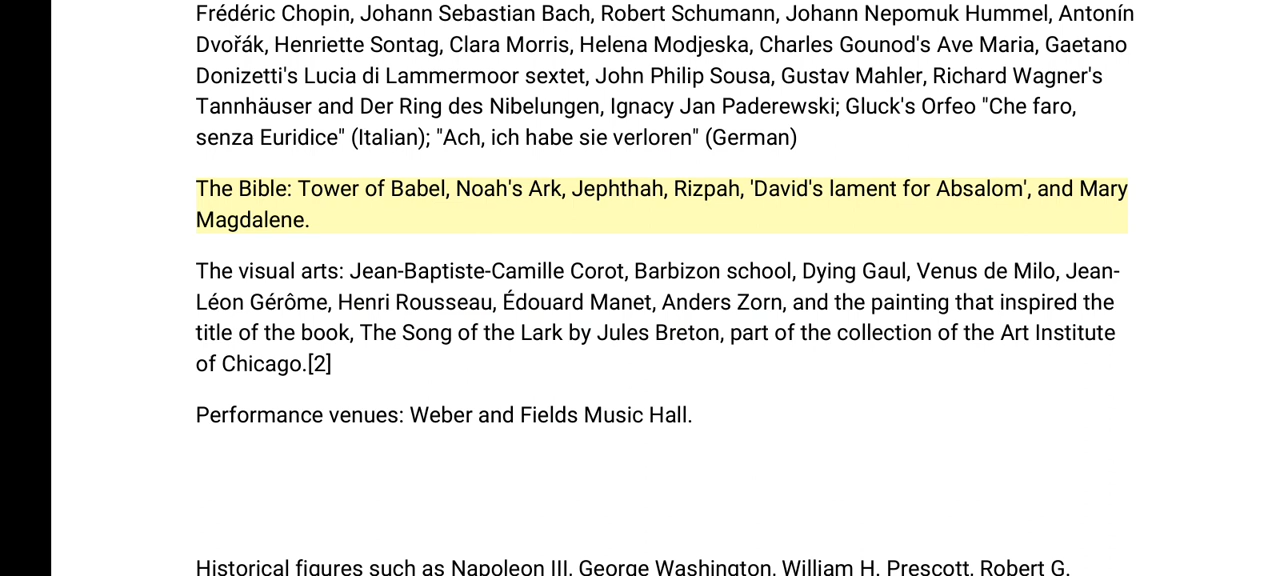 Frédéric Chopin, Johann Sebastian Bach, Robert Schumann, Johann Nepomuk Hummel, Antonín
Dvořák, Henriette Sontag, Clara Morris, Helena Modjeska, Charles Gounod's Ave Maria, Gaetano
Donizetti's Lucia di Lammermoor sextet, John Philip Sousa, Gustav Mahler, Richard Wagner's
Tannhäuser and Der Ring des Nibelungen, Ignacy Jan Paderewski; Gluck's Orfeo "Che faro,
senza Euridice" (Italian); "Ach, ich habe sie verloren" (German)
The Bible: Tower of Babel, Noah's Ark, Jephthah, Rizpah, 'David's lament for Absalom', and Mary
Magdalene.
The visual arts: Jean-Baptiste-Camille Corot, Barbizon school, Dying Gaul, Venus de Milo, Jean-
Léon Gérôme, Henri Rousseau, Édouard Manet, Anders Zorn, and the painting that inspired the
title of the book, The Song of the Lark by Jules Breton, part of the collection of the Art Institute
of Chicago.[2]
Performance venues: Weber and Fields Music Hall.
Historical figures such as Napoleon III, George Washington, William H. Prescott, Robert G.